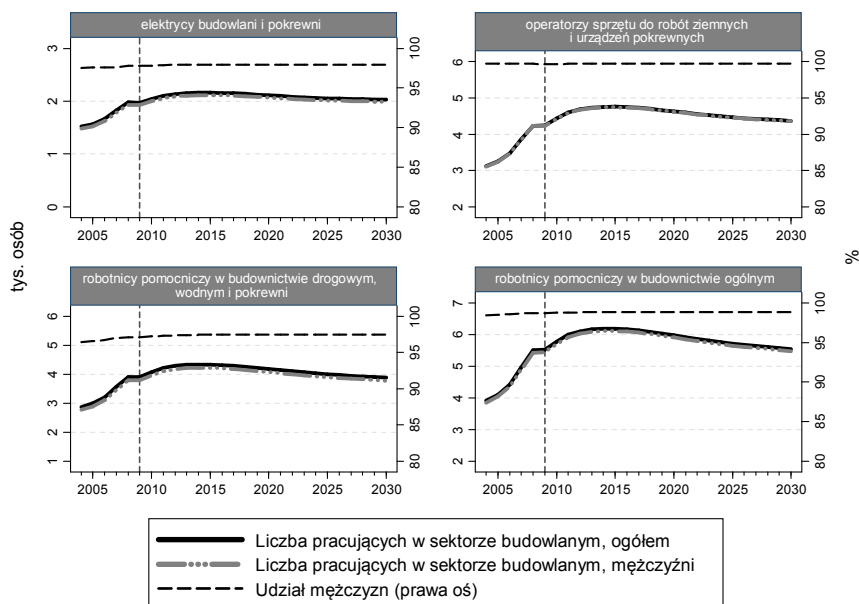 elektrycy budowlani i pokrewni
0 1 2 3
80 85 90 95 100
2005 2010 2015 2020 2025 2030
operatorzy sprzętu do robót ziemnych
i urządzeń pokrewnych
2 3 4 5 6
80 85 90 95 100
2005 2010 2015 2020 2025 2030
tys. osób
%
robotnicy pomocniczy w budownictwie drogowym,
wodnym i pokrewni
1 2 3 4 5 6
80 85 90 95 100
2005 2010 2015 2020 2025 2030
robotnicy pomocniczy w budownictwie ogólnym
2 3 4 5 6 7
80 85 90 95 100
2005 2010 2015 2020 2025 2030
Liczba pracujących w sektorze budowlanym, ogółem
Liczba pracujących w sektorze budowlanym, mężczyźni
Udział mężczyzn (prawa oś)